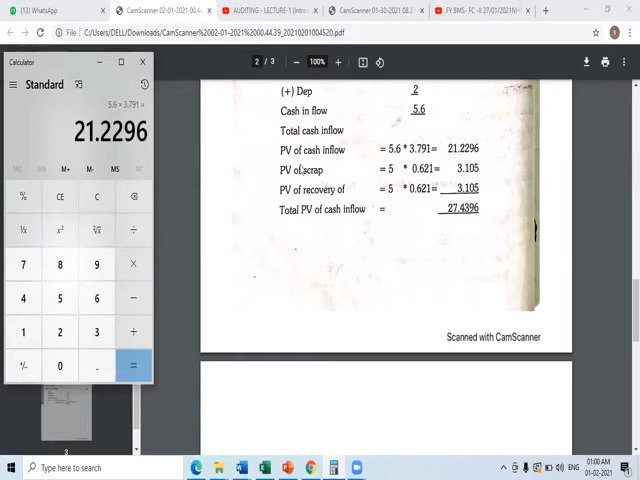 (13) WhatsApp
CamScanner 02-01-2021 00.44
AUDITING - LECTURE-1 (Introd
CamScanner 01-30-2021 08.2
FY BMS- FC -II 27/01/2021(NH
File | C:/Users/DELL/Downloads/CamScanner%2002-01-2021%2000.44.39_20210201004520.pdf
2 / 3 | − 100% +
Calculator
Standard
5.6 × 3.791 =
21.2296
MC MR M+ M- MS M˅
% CE C
¹/x x² ²√x ÷
7 8 9 ×
4 5 6 −
1 2 3 +
+/− 0 . =
(+) Dep 2
Cash in flow 5.6
Total cash inflow
PV of cash inflow = 5.6 * 3.791= 21.2296
PV of scrap = 5 * 0.621= 3.105
PV of recovery of = 5 * 0.621= 3.105
Total PV of cash inflow = 27.4396
Scanned with CamScanner
3
Type here to search
ENG
01:00 AM
01-02-2021